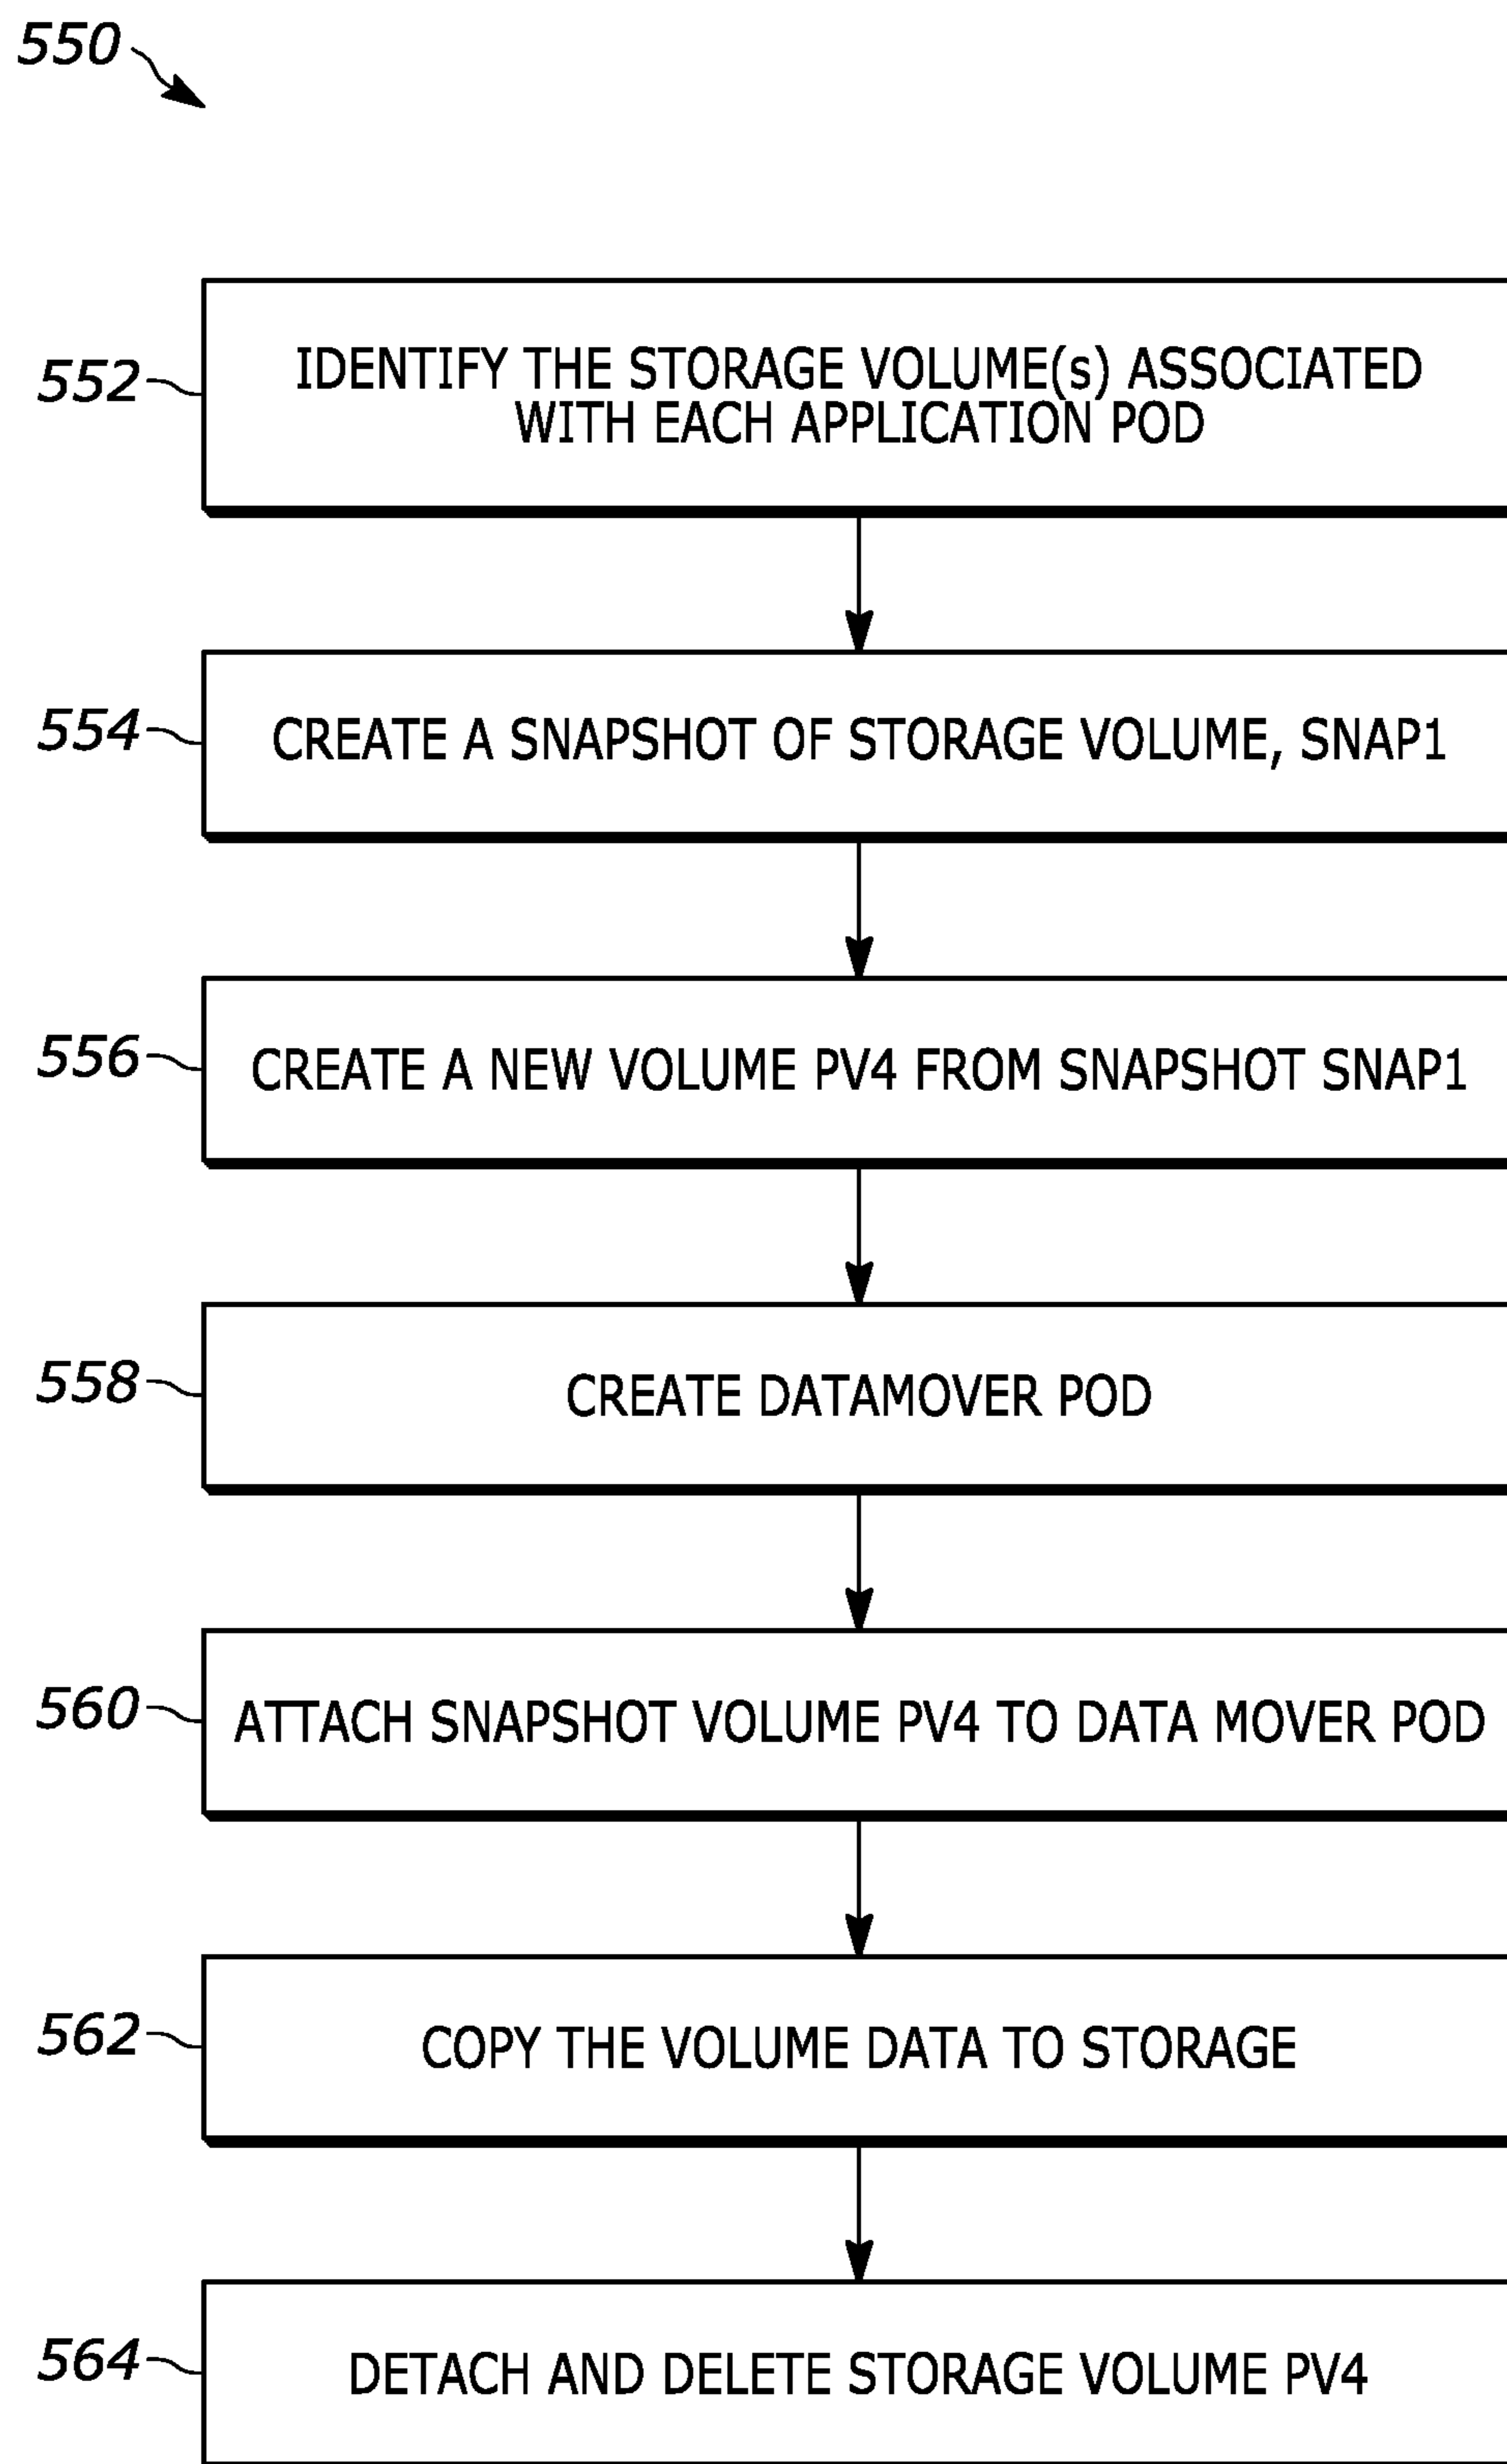 550
552
IDENTIFY THE STORAGE VOLUME(s) ASSOCIATED
WITH EACH APPLICATION POD
554
CREATE A SNAPSHOT OF STORAGE VOLUME, SNAP1
556
CREATE A NEW VOLUME PV4 FROM SNAPSHOT SNAP1
558
CREATE DATAMOVER POD
560
ATTACH SNAPSHOT VOLUME PV4 TO DATA MOVER POD
562
COPY THE VOLUME DATA TO STORAGE
564
DETACH AND DELETE STORAGE VOLUME PV4